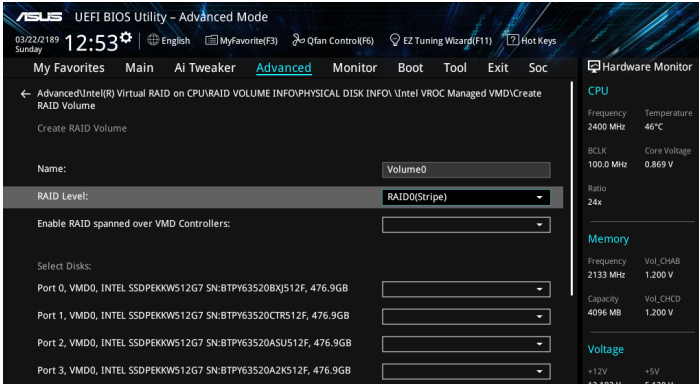 ASUS UEFI BIOS Utility – Advanced Mode
03/22/2189
Sunday
12:53
English
MyFavorite(F3)
Qfan Control(F6)
EZ Tuning Wizard(F11)
? Hot Keys
My Favorites Main Ai Tweaker Advanced Monitor Boot Tool Exit Soc
Hardware Monitor
← Advanced\Intel(R) Virtual RAID on CPU\RAID VOLUME INFO\PHYSICAL DISK INFO\ \Intel VROC Managed VMD\Create
RAID Volume
Create RAID Volume
Name: Volume0
RAID Level: RAID0(Stripe)
Enable RAID spanned over VMD Controllers:
Select Disks:
Port 0, VMD0, INTEL SSDPEKKW512G7 SN:BTPY63520BXJ512F, 476.9GB
Port 1, VMD0, INTEL SSDPEKKW512G7 SN:BTPY63520CTR512F, 476.9GB
Port 2, VMD0, INTEL SSDPEKKW512G7 SN:BTPY63520ASU512F, 476.9GB
Port 3, VMD0, INTEL SSDPEKKW512G7 SN:BTPY63520A2K512F, 476.9GB
CPU
Frequency Temperature
2400 MHz 46°C
BCLK Core Voltage
100.0 MHz 0.869 V
Ratio
24x
Memory
Frequency Vol_CHAB
2133 MHz 1.200 V
Capacity Vol_CHCD
4096 MB 1.200 V
Voltage
+12V +5V